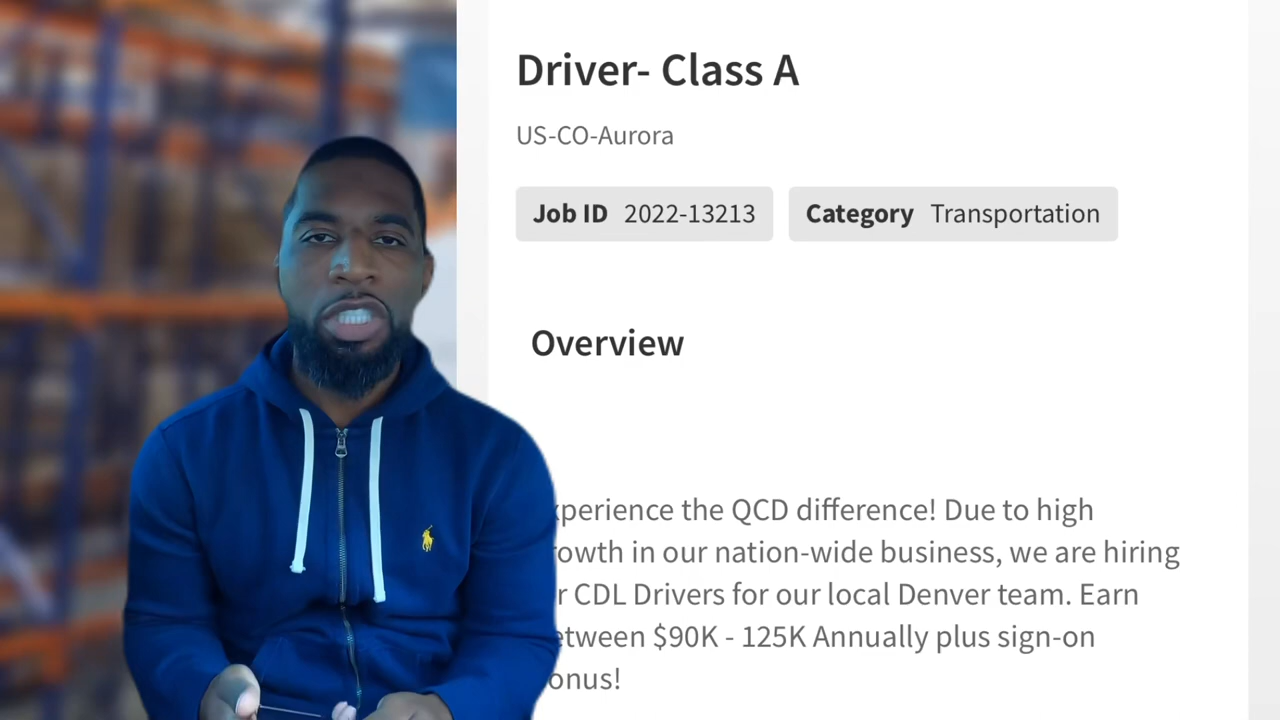 Driver- Class A
US-CO-Aurora
Job ID 2022-13213 Category Transportation
Overview
xperience the QCD difference! Due to high
rowth in our nation-wide business, we are hiring
r CDL Drivers for our local Denver team. Earn
etween $90K - 125K Annually plus sign-on
onus!